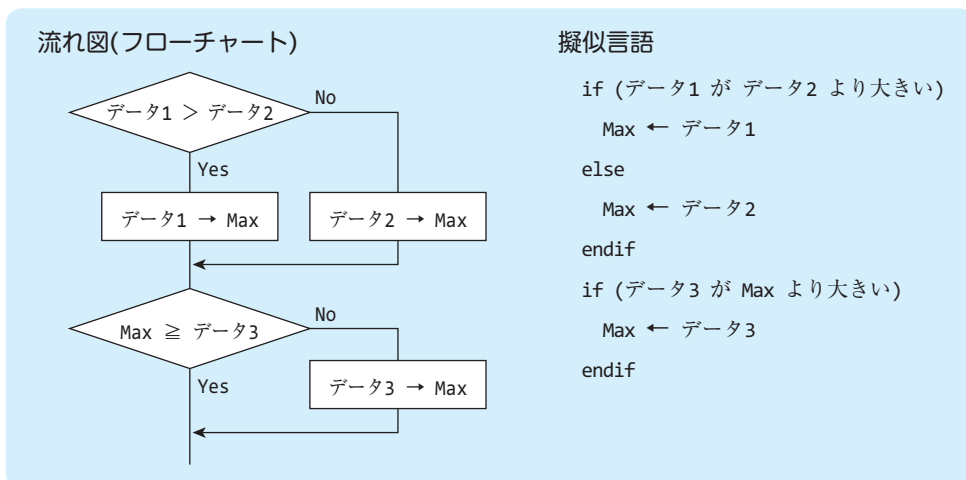 流れ図(フローチャート)
データ1 > データ2
No
Yes
データ1 → Max
データ2 → Max
Max ≧ データ3
No
Yes
データ3 → Max
擬似言語
if (データ1 が データ2 より大きい)
Max ← データ1
else
Max ← データ2
endif
if (データ3 が Max より大きい)
Max ← データ3
endif